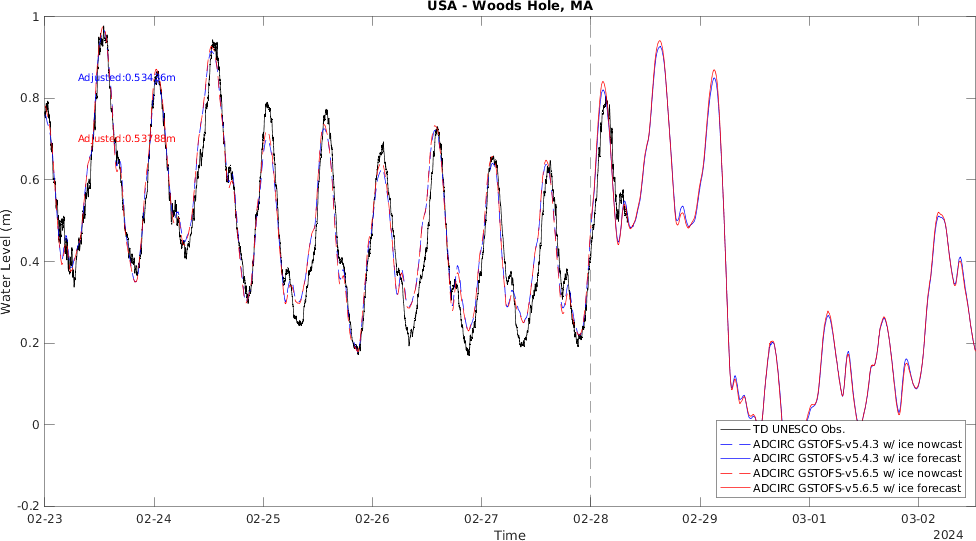 USA - Woods Hole, MA
1
0.8
0.6
0.4
0.2
0
-0.2
Water Level (m)
Adjusted:0.53436m
Adjusted:0.53788m
TD UNESCO Obs.
ADCIRC GSTOFS-v5.4.3 w/ ice nowcast
ADCIRC GSTOFS-v5.4.3 w/ ice forecast
ADCIRC GSTOFS-v5.6.5 w/ ice nowcast
ADCIRC GSTOFS-v5.6.5 w/ ice forecast
02-23 02-24 02-25 02-26 02-27 02-28 02-29 03-01 03-02
Time
2024